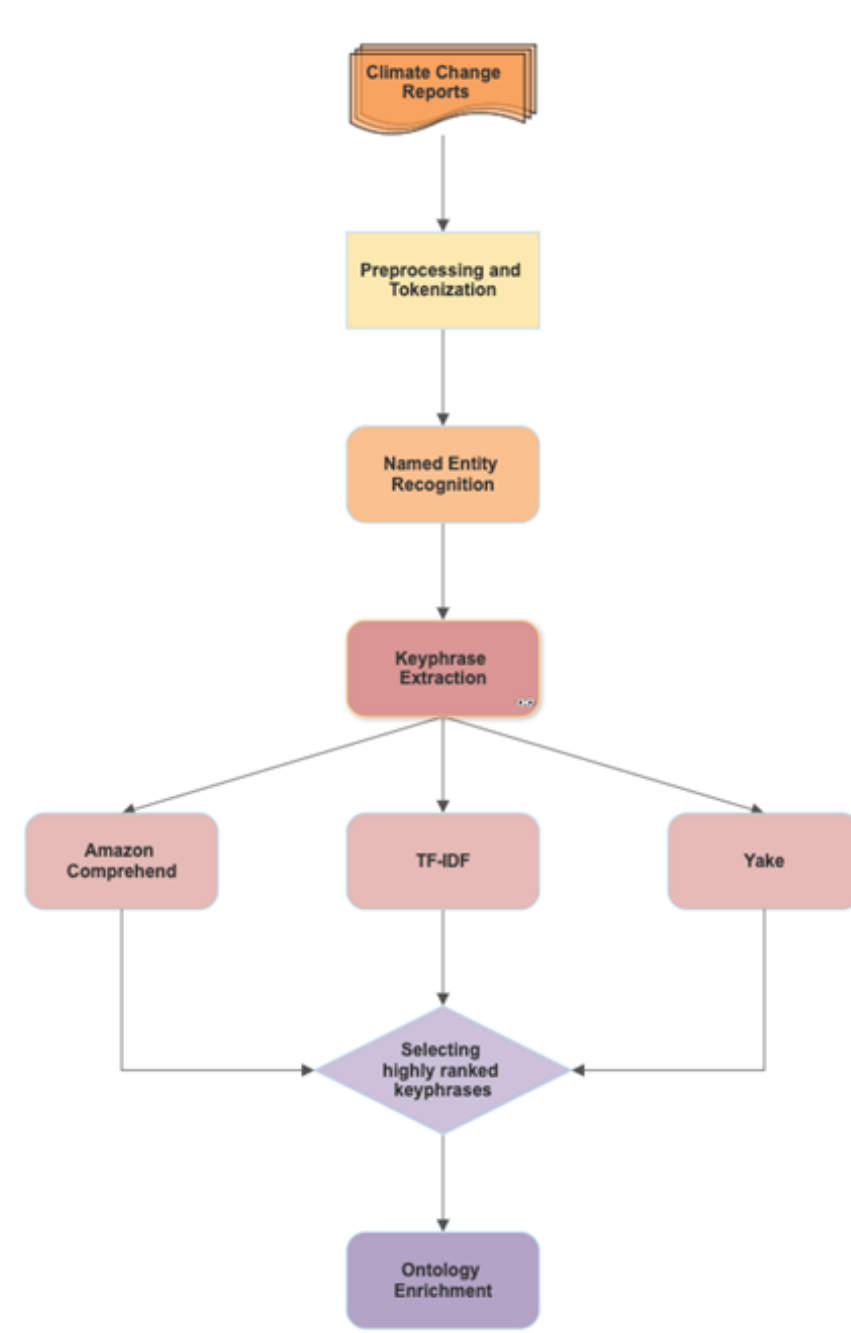 Climate Change
Reports
Preprocessing and
Tokenization
Named Entity
Recognition
Keyphrase
Extraction
Amazon
Comprehend
TF-IDF
Yake
Selecting
highly ranked
keyphrases
Ontology
Enrichment